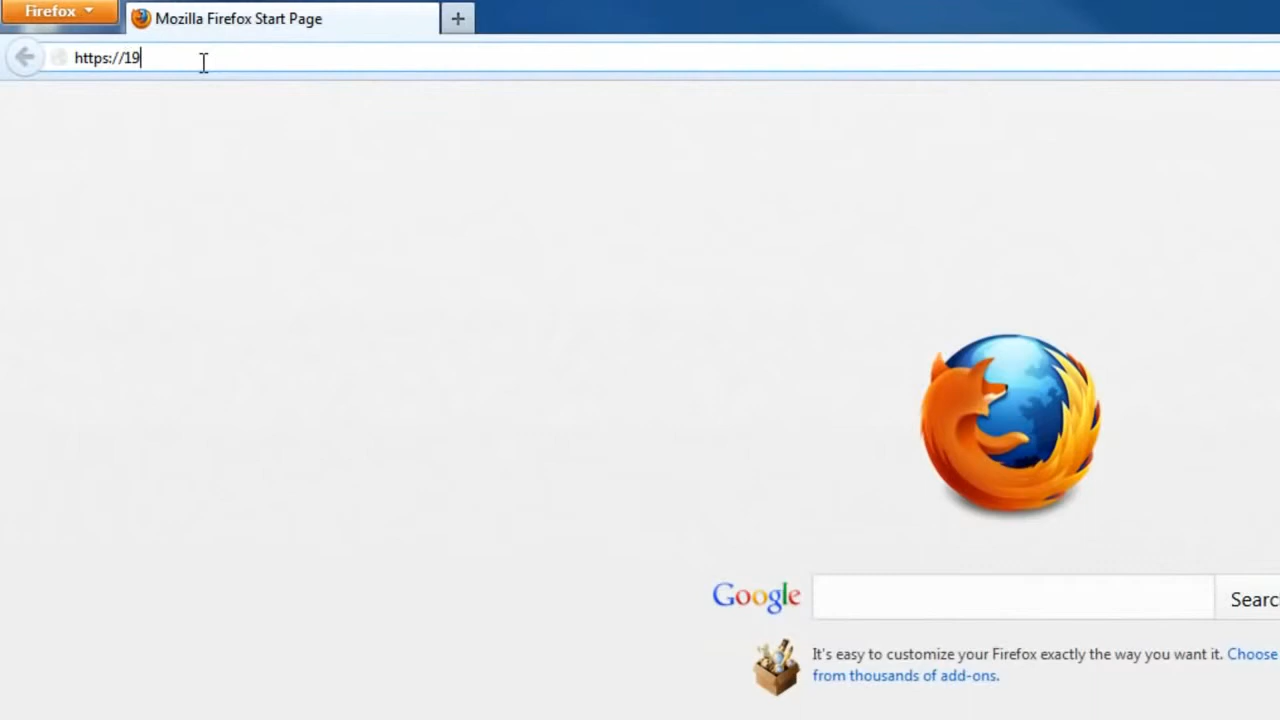 Firefox
Mozilla Firefox Start Page
https://19
Google
Searc
It's easy to customize your Firefox exactly the way you want it. Choose
from thousands of add-ons.